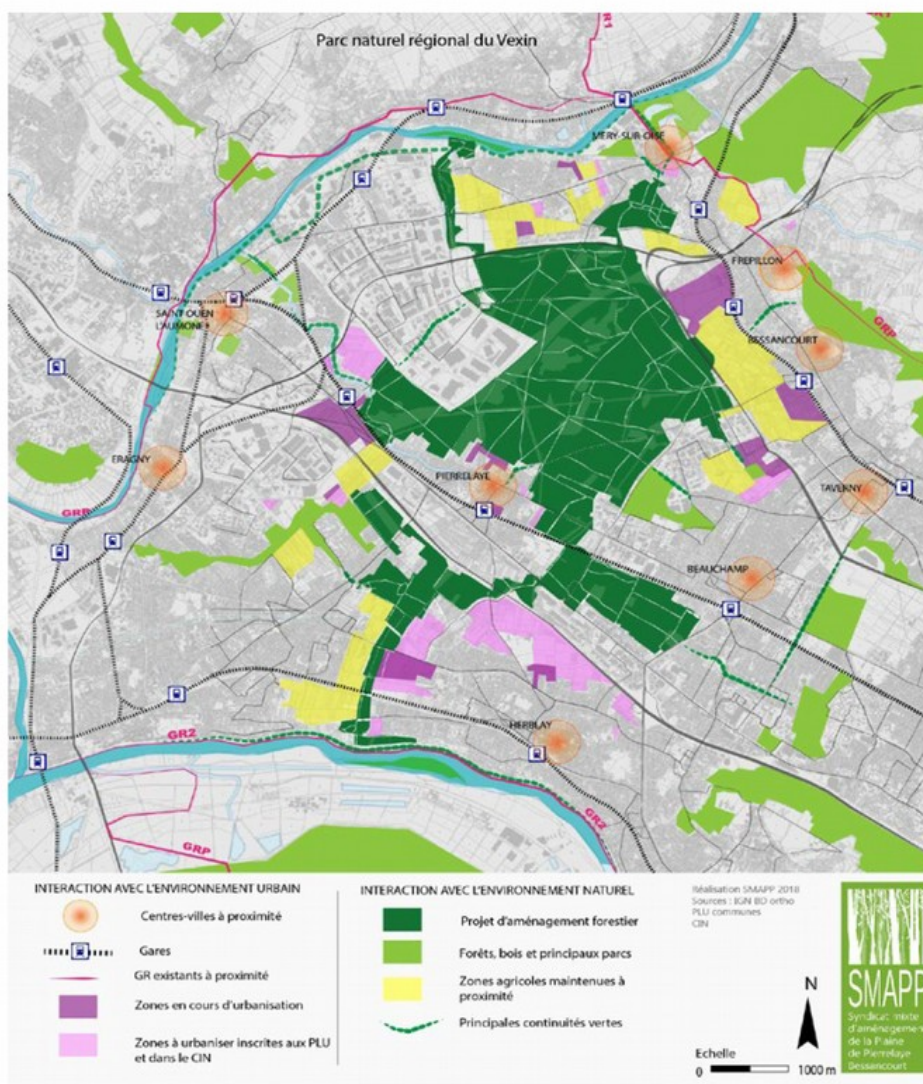 Parc naturel régional du Vexin
GR1
MERY-SUR-OISE
FREPILLON
SAINT OUEN
L'AUMONE
BESSANCOURT
GRP
ERAGNY
PIERRELAYE
TAVERNY
GRP
BEAUCHAMP
GR2
HERBLAY
GR2
GRP
INTERACTION AVEC L'ENVIRONNEMENT URBAIN
Centres-villes à proximité
Gares
GR existants à proximité
Zones en cours d'urbanisation
Zones à urbaniser inscrites aux PLU
et dans le CIN
INTERACTION AVEC L'ENVIRONNEMENT NATUREL
Projet d'aménagement forestier
Forêts, bois et principaux parcs
Zones agricoles maintenues à
proximité
Principales continuités vertes
Réalisation SMAPP 2018
Sources : IGN BD ortho
PLU communes
CIN
N
Echelle
0 1000 m
SMAPP
Syndicat mixte
d'aménagement
de la Plaine
de Pierrelaye
Bessancourt